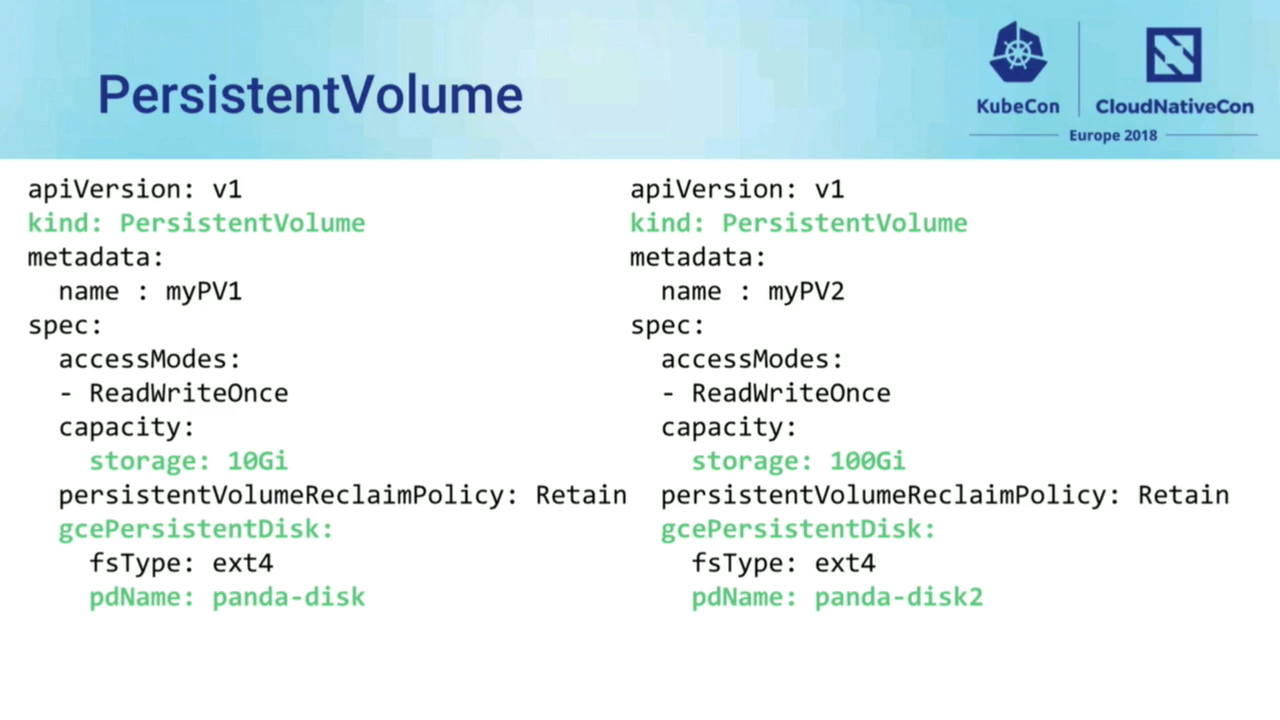 PersistentVolume
KubeCon
CloudNativeCon
Europe 2018
apiVersion: v1
kind: PersistentVolume
metadata:
  name : myPV1
spec:
  accessModes:
  - ReadWriteOnce
  capacity:
    storage: 10Gi
  persistentVolumeReclaimPolicy: Retain
  gcePersistentDisk:
    fsType: ext4
    pdName: panda-disk
apiVersion: v1
kind: PersistentVolume
metadata:
  name : myPV2
spec:
  accessModes:
  - ReadWriteOnce
  capacity:
    storage: 100Gi
  persistentVolumeReclaimPolicy: Retain
  gcePersistentDisk:
    fsType: ext4
    pdName: panda-disk2